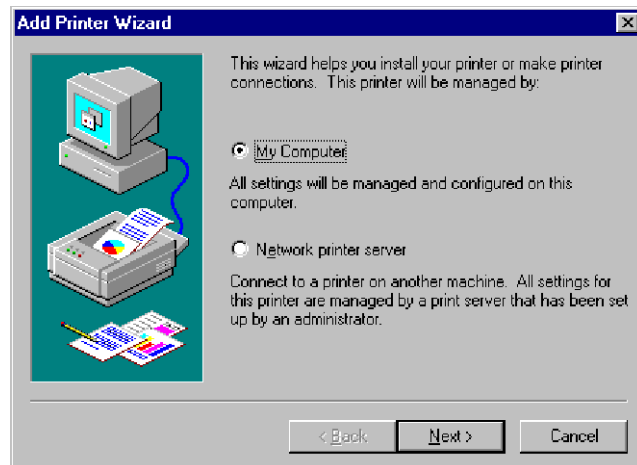 Add Printer Wizard
This wizard helps you install your printer or make printer
connections. This printer will be managed by:
My Computer
All settings will be managed and configured on this
computer.
Network printer server
Connect to a printer on another machine. All settings for
this printer are managed by a print server that has been set
up by an administrator.
< Back
Next >
Cancel